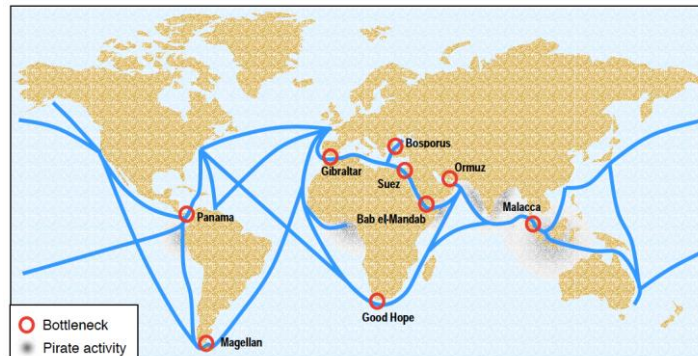 Bosporus
Gibraltar
Ormuz
Suez
Malacca
Panama
Bab el-Mandab
Good Hope
Bottleneck
Magellan
Pirate activity